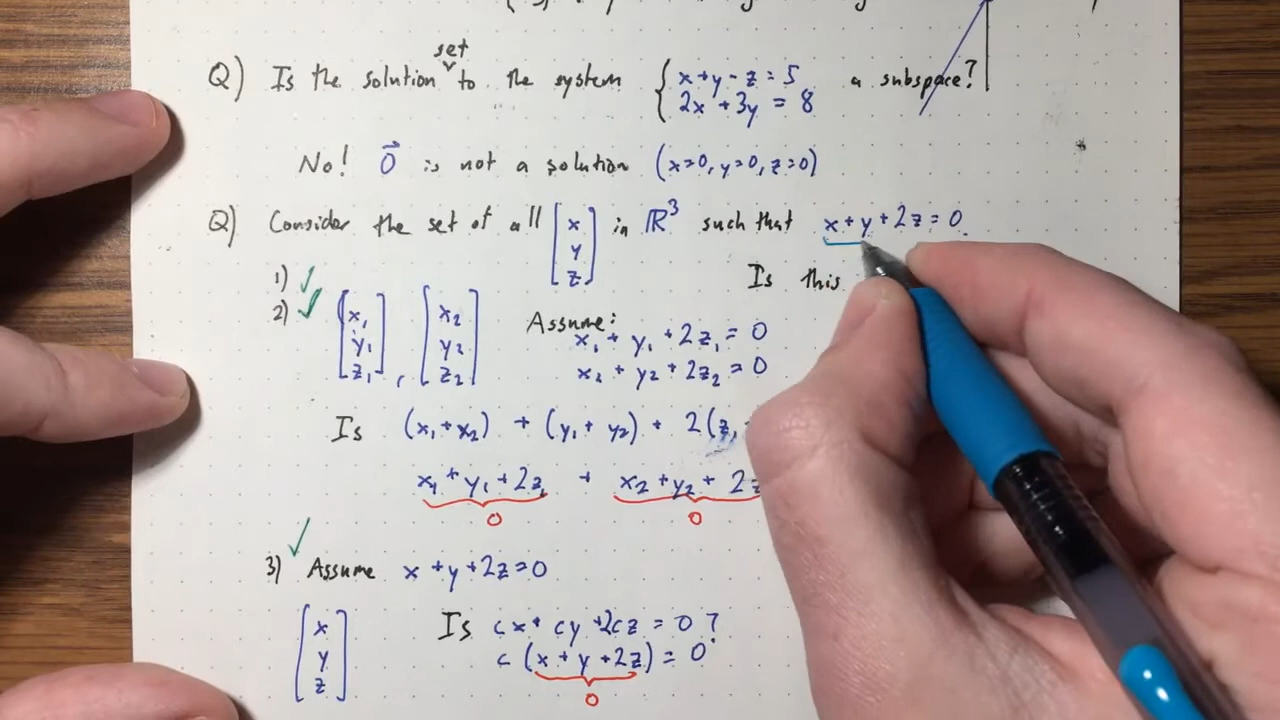 Q) Is the solution set to the system { x+y-z=5 a subspace?
2x+3y = 8
No! 0⃗ is not a solution (x=0, y=0, z=0)
Q) Consider the set of all [x y z] in ℝ³ such that x+y+2z=0.
Is this
1) ✓
2) ✓ [x₁ y₁ z₁], [x₂ y₂ z₂] Assume:
x₁ + y₁ + 2z₁ = 0
x₂ + y₂ + 2z₂ = 0
Is (x₁+x₂) + (y₁+y₂) + 2(z₁
x₁+y₁+2z₁ + x₂+y₂+2z
0 0
3) ✓ Assume x+y+2z=0
[x y z] Is cx+cy+2cz=0?
c(x+y+2z)=0
0